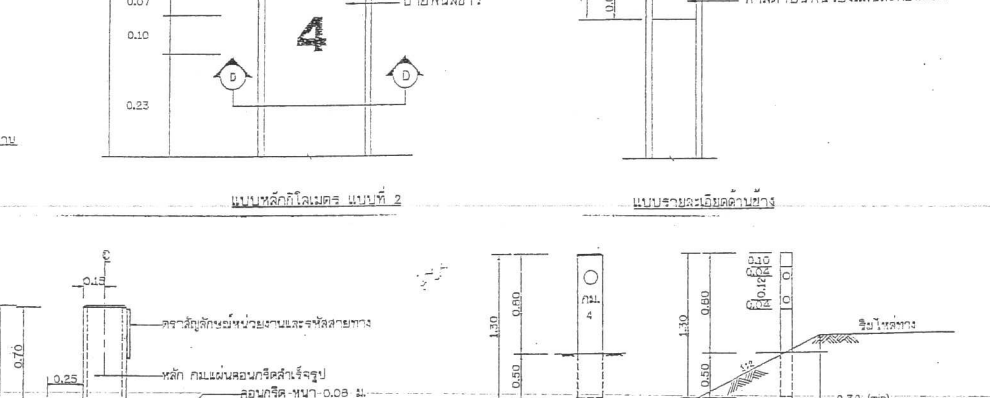 0.10
4
D
D
0.23
แบบหลักกิโลเมตร แบบที่ 2
แบบรายละเอียดด้านข้าง
0.15
ตราสัญลักษณ์หน่วยงานและรหัสสายทาง
0.70
หลัก กม.แผ่นคอนกรีตสำเร็จรูป
0.25
คอนกรีต หนา 0.08 ม.
1.30
0.80
0.50
กม.
4
1.30
0.80
0.50
0.10
0.04
0.12
0.04
ริมไหล่ทาง
1:2